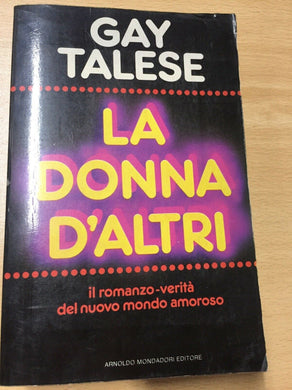 GAY
TALESE
LA
DONNA
D'ALTRI
il romanzo-verità
del nuovo mondo amoroso
ARNOLDO MONDADORI EDITORE